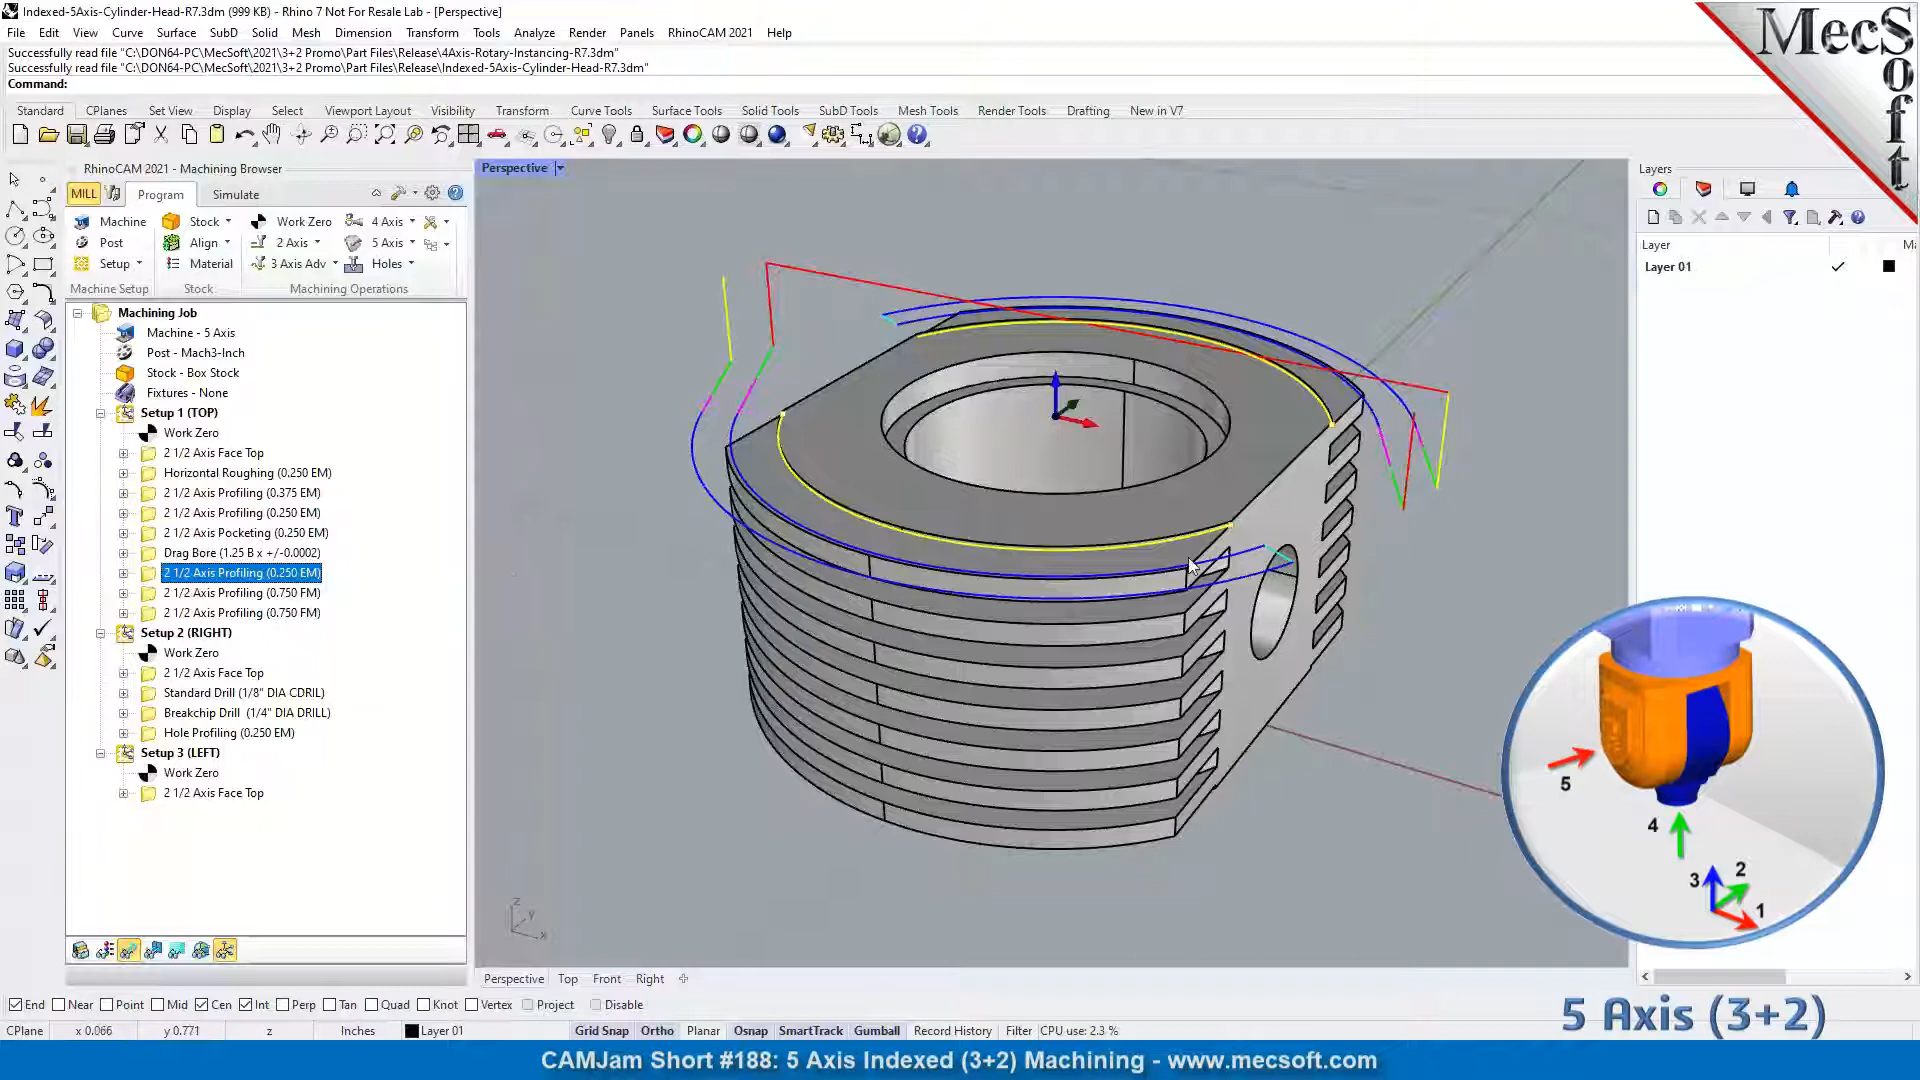 Indexed-5Axis-Cylinder-Head-R7.3dm (999 KB) - Rhino 7 Not For Resale Lab - [Perspective]
File Edit View Curve Surface SubD Solid Mesh Dimension Transform Tools Analyze Render Panels RhinoCAM 2021 Help
Successfully read file "C:\DON64-PC\MecSoft\2021\3+2 Promo\Part Files\Release\4Axis-Rotary-Instancing-R7.3dm"
Successfully read file "C:\DON64-PC\MecSoft\2021\3+2 Promo\Part Files\Release\Indexed-5Axis-Cylinder-Head-R7.3dm"
Command:
Standard CPlanes Set View Display Select Viewport Layout Visibility Transform Curve Tools Surface Tools Solid Tools SubD Tools Mesh Tools Render Tools Drafting New in V7
MecSoft
RhinoCAM 2021 - Machining Browser
MILL Program Simulate
Machine Stock Work Zero 4 Axis
Post Align 2 Axis 5 Axis
Setup Material 3 Axis Adv Holes
Machine Setup Stock Machining Operations
Machining Job
Machine - 5 Axis
Post - Mach3-Inch
Stock - Box Stock
Fixtures - None
Setup 1 (TOP)
Work Zero
2 1/2 Axis Face Top
Horizontal Roughing (0.250 EM)
2 1/2 Axis Profiling (0.375 EM)
2 1/2 Axis Profiling (0.250 EM)
2 1/2 Axis Pocketing (0.250 EM)
Drag Bore (1.25 B x +/-0.0002)
2 1/2 Axis Profiling (0.250 EM)
2 1/2 Axis Profiling (0.750 FM)
2 1/2 Axis Profiling (0.750 FM)
Setup 2 (RIGHT)
Work Zero
2 1/2 Axis Face Top
Standard Drill (1/8" DIA CDRIL)
Breakchip Drill (1/4" DIA DRILL)
Hole Profiling (0.250 EM)
Setup 3 (LEFT)
Work Zero
2 1/2 Axis Face Top
Perspective
z
y
x
Layers
Layer
Layer 01
5
4
3
2
1
Perspective Top Front Right
End Near Point Mid Cen Int Perp Tan Quad Knot Vertex Project Disable
5 Axis (3+2)
CPlane x 0.066 y 0.771 z Inches Layer 01 Grid Snap Ortho Planar Osnap SmartTrack Gumball Record History Filter CPU use: 2.3 %
CAMJam Short #188: 5 Axis Indexed (3+2) Machining - www.mecsoft.com